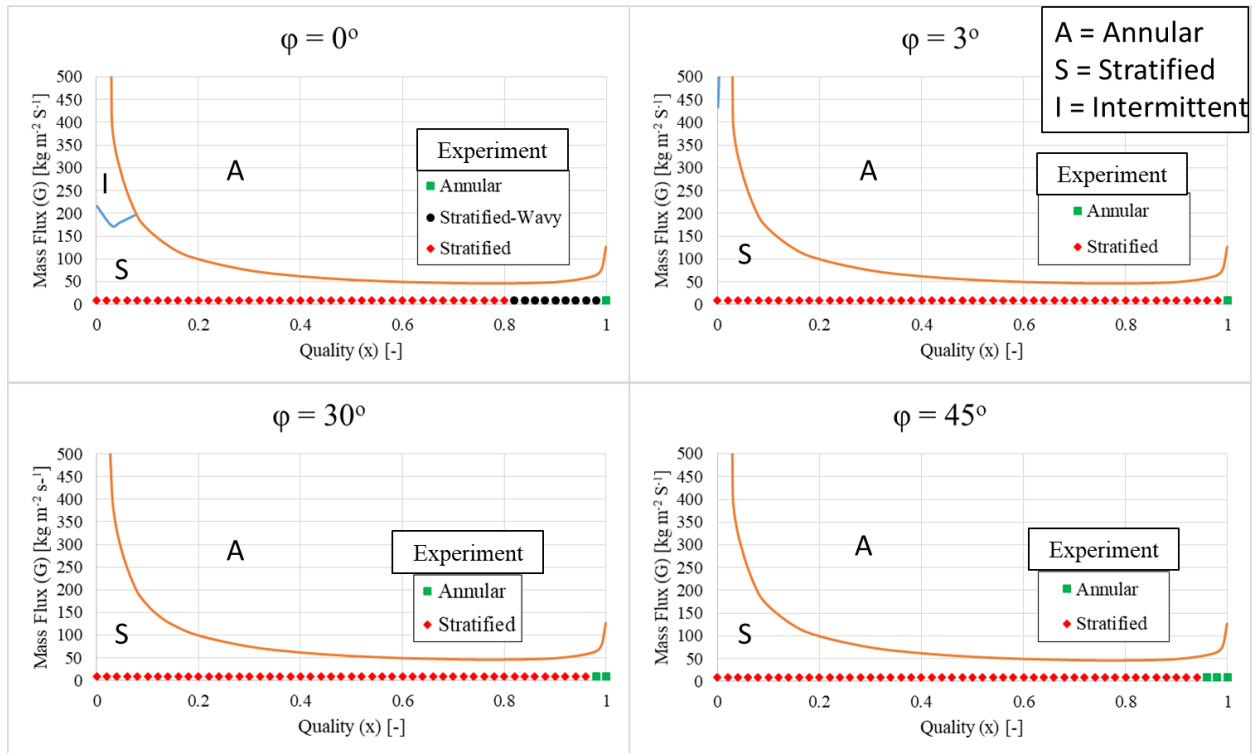 φ = 0°
500
450
400
350
300
250
200
150
100
50
0
Mass Flux (G) [kg m⁻² S⁻¹]
I
A
S
Experiment
Annular
Stratified-Wavy
Stratified
0 0.2 0.4 0.6 0.8 1
Quality (x) [-]
φ = 3°
A = Annular
S = Stratified
I = Intermittent
500
450
400
350
300
250
200
150
100
50
0
Mass Flux (G) [kg m⁻² S⁻¹]
A
S
Experiment
Annular
Stratified
0 0.2 0.4 0.6 0.8 1
Quality (x) [-]
φ = 30°
500
450
400
350
300
250
200
150
100
50
0
Mass Flux (G) [kg m⁻² s-¹]
A
S
Experiment
Annular
Stratified
0 0.2 0.4 0.6 0.8 1
Quality (x) [-]
φ = 45°
500
450
400
350
300
250
200
150
100
50
0
Mass Flux (G) [kg m⁻² S⁻¹]
A
S
Experiment
Annular
Stratified
0 0.2 0.4 0.6 0.8 1
Quality (x) [-]